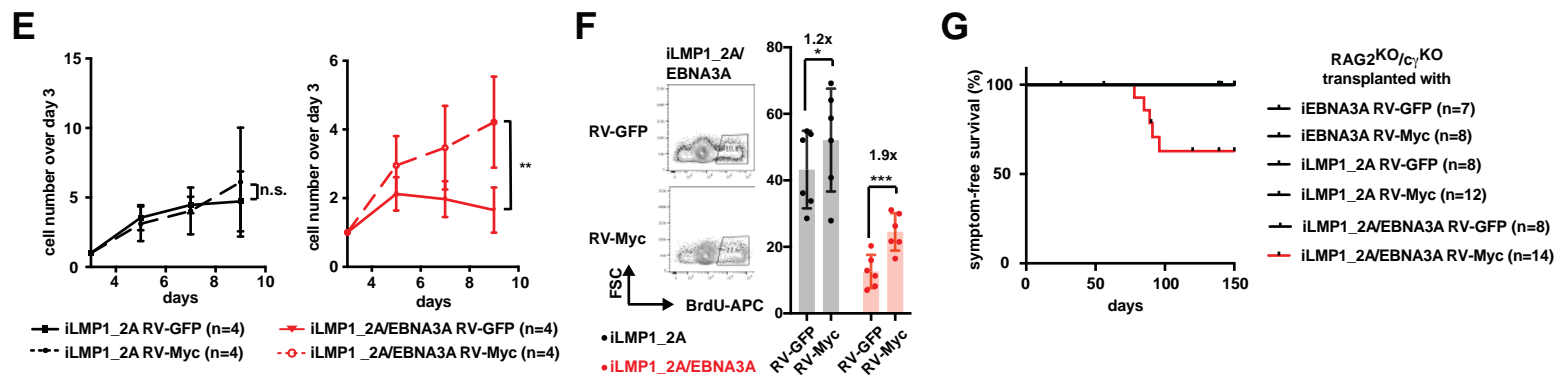 E
cell number over day 3
15
10
5
0
4
6
8
10
days
n.s.
cell number over day 3
6
4
2
0
4
6
8
10
days
**
iLMP1_2A RV-GFP (n=4)
iLMP1_2A RV-Myc (n=4)
iLMP1_2A/EBNA3A RV-GFP (n=4)
iLMP1_2A/EBNA3A RV-Myc (n=4)
F
iLMP1_2A/
EBNA3A
RV-GFP
RV-Myc
FSC
BrdU-APC
iLMP1_2A
iLMP1_2A/EBNA3A
80
60
40
20
0
1.2x
*
1.9x
***
RV-GFP
RV-Myc
RV-GFP
RV-Myc
G
symptom-free survival (%)
100
50
0
0
50
100
150
days
RAG2KO/cγKO
transplanted with
iEBNA3A RV-GFP (n=7)
iEBNA3A RV-Myc (n=8)
iLMP1_2A RV-GFP (n=8)
iLMP1_2A RV-Myc (n=12)
iLMP1_2A/EBNA3A RV-GFP (n=8)
iLMP1_2A/EBNA3A RV-Myc (n=14)